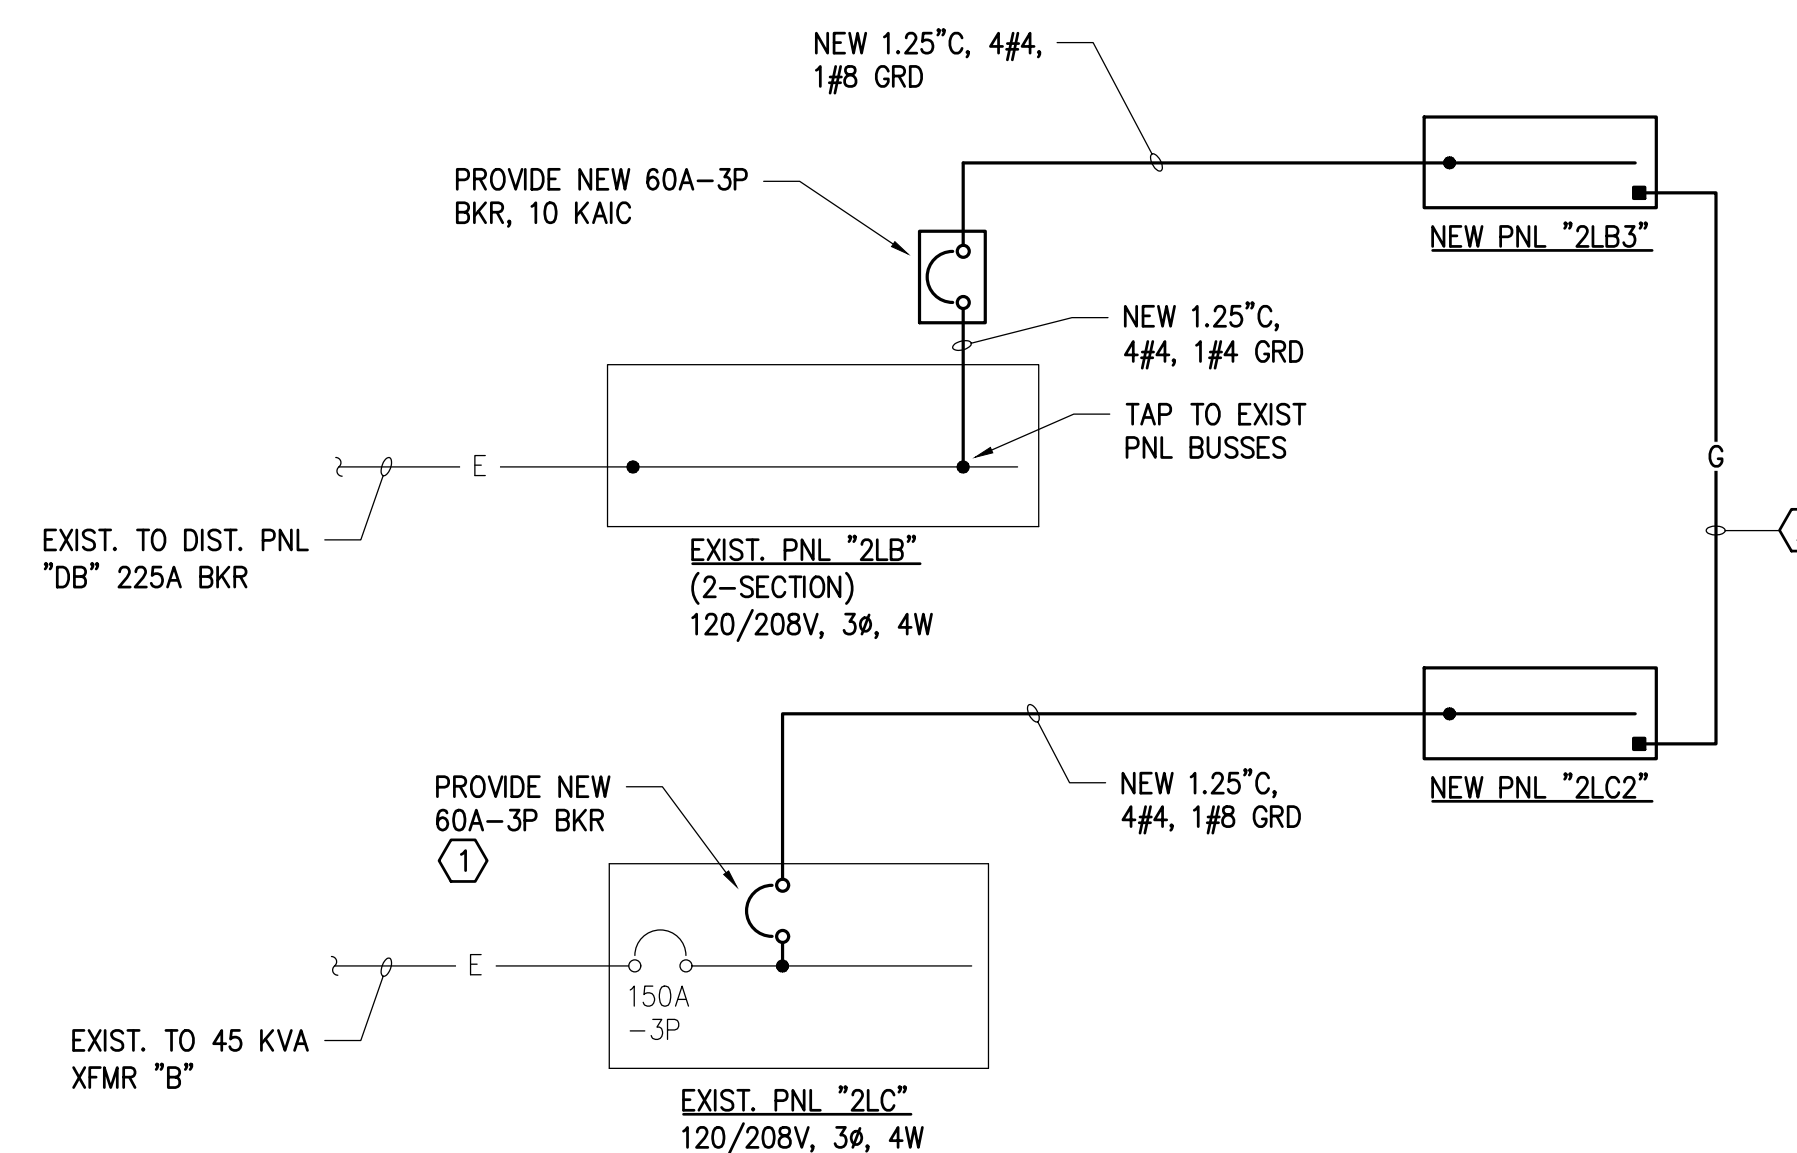 NEW 1.25"C, 4#4,
1#8 GRD
PROVIDE NEW 60A-3P
BKR, 10 KAIC
NEW PNL "2LB3"
NEW 1.25"C,
4#4, 1#4 GRD
TAP TO EXIST
PNL BUSSES
G
E
EXIST. TO DIST. PNL
"DB" 225A BKR
EXIST. PNL "2LB"
(2-SECTION)
120/208V, 3ø, 4W
PROVIDE NEW
60A-3P BKR
1
NEW 1.25"C,
4#4, 1#8 GRD
NEW PNL "2LC2"
E
150A
-3P
EXIST. TO 45 KVA
XFMR "B"
EXIST. PNL "2LC"
120/208V, 3ø, 4W